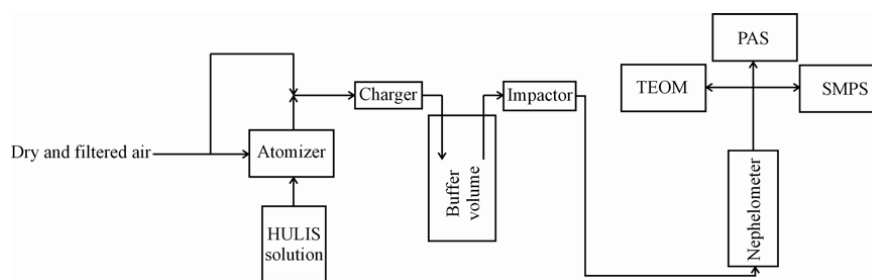 PAS
TEOM
SMPS
Charger
Impactor
Dry and filtered air
Atomizer
Buffer
volume
Nephelometer
HULIS
solution